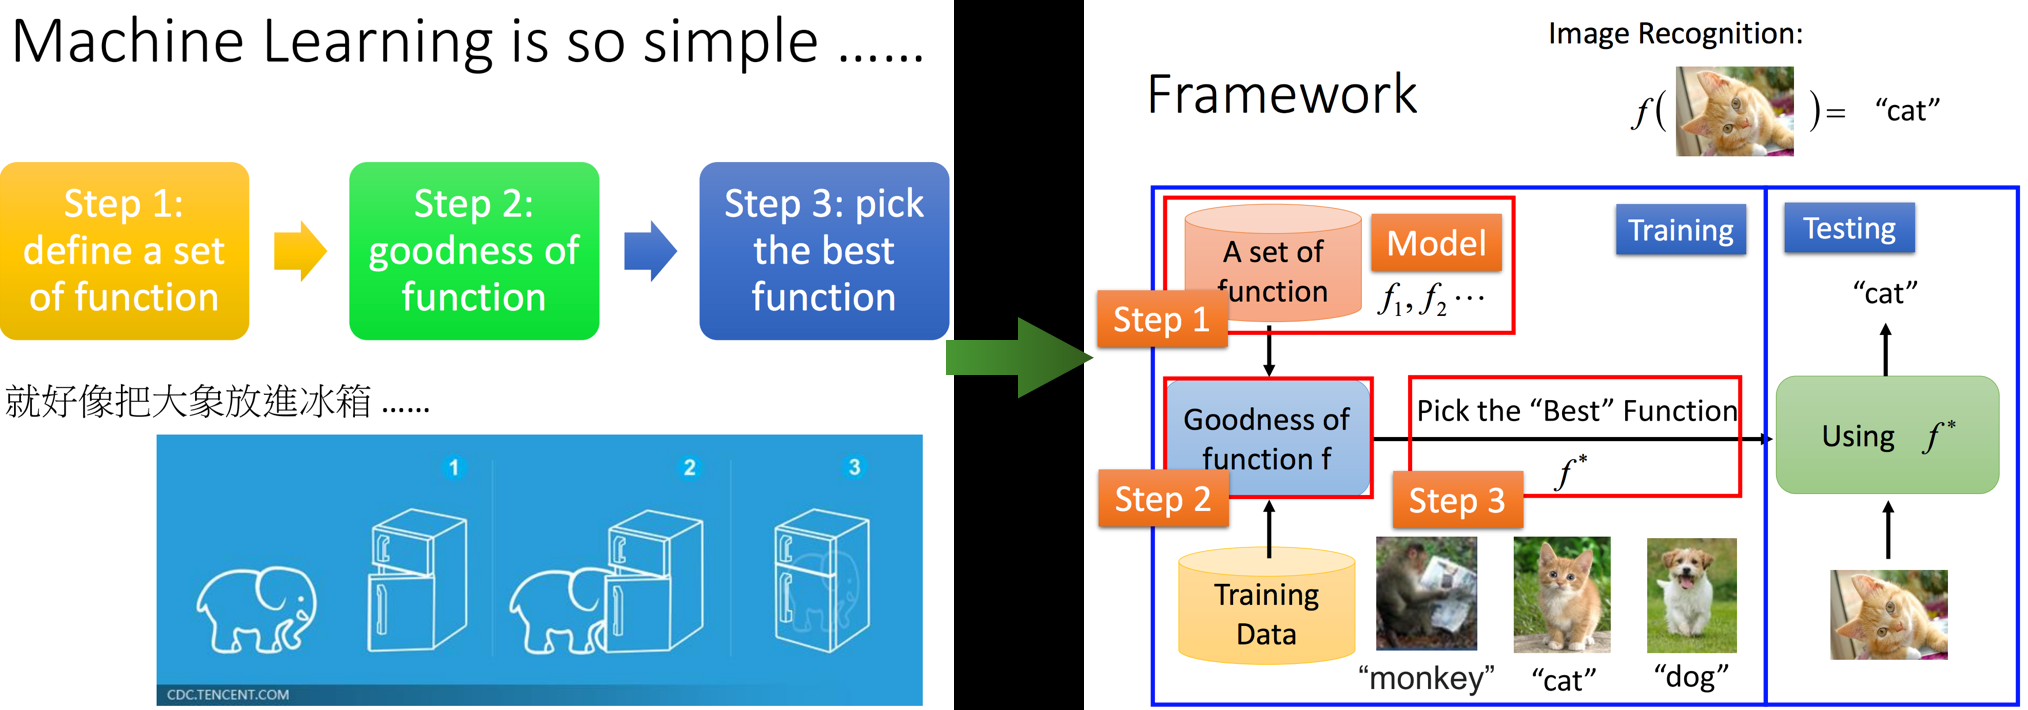 Machine Learning is so simple ......
Step 1:
define a set
of function
Step 2:
goodness of
function
Step 3: pick
the best
function
就好像把大象放進冰箱 ......
1
2
3
CDC.TENCENT.COM
Image Recognition:
Framework
f( ) = “cat”
Training
Testing
A set of
function
Model
f₁, f₂ ⋯
Step 1
“cat”
Goodness of
function f
Step 2
Pick the “Best” Function
f*
Step 3
Using f*
Training
Data
“monkey”
“cat”
“dog”